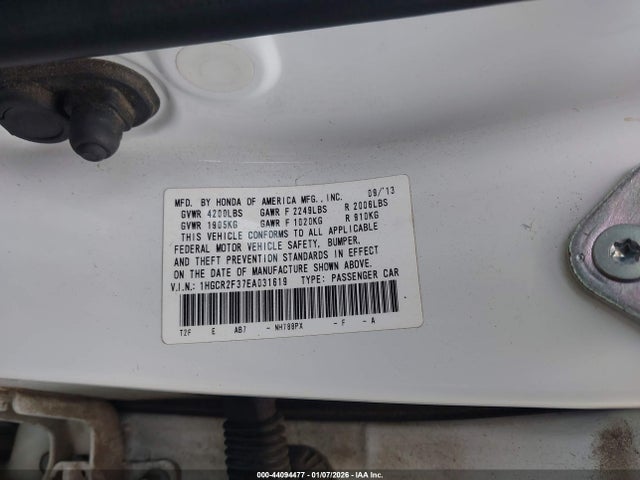 MFD. BY HONDA OF AMERICA MFG., INC. 09/'13
GVWR 4200LBS GAWR F 2249LBS R 2006LBS
GVWR 1905KG GAWR F 1020KG R 910KG
THIS VEHICLE CONFORMS TO ALL APPLICABLE
FEDERAL MOTOR VEHICLE SAFETY, BUMPER,
AND THEFT PREVENTION STANDARDS IN EFFECT
ON THE DATE OF MANUFACTURE SHOWN ABOVE.
V.I.N.: 1HGCR2F37EA031619 TYPE: PASSENGER CAR
T2F E AB7 - NH788PX - F - A
000-44094477 - 01/07/2026 - IAA Inc.